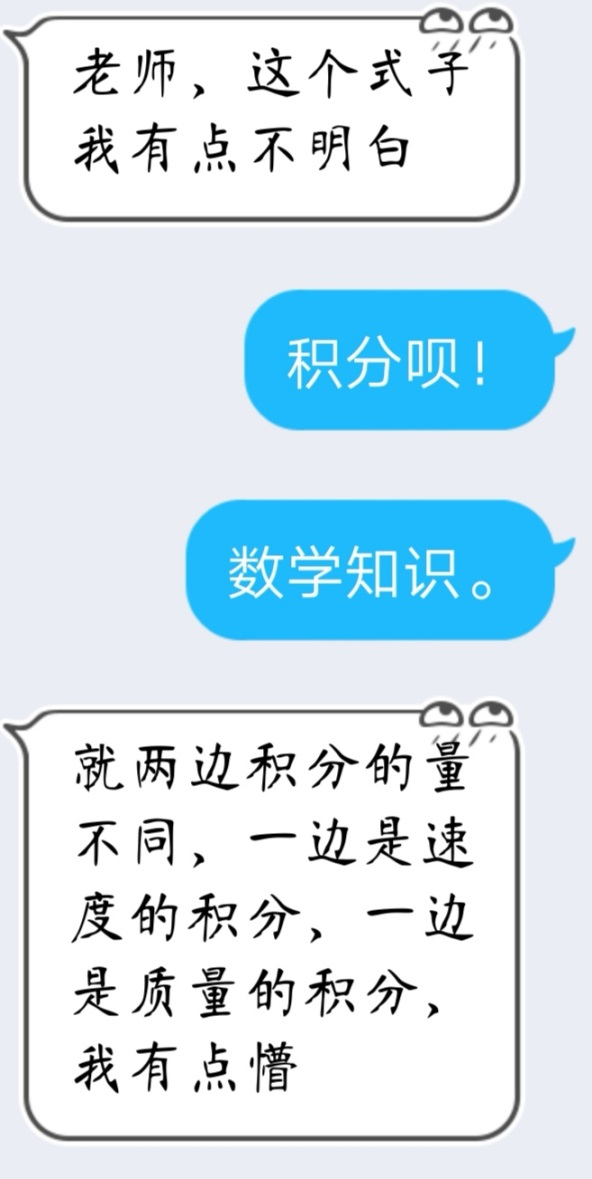 老师、这个式子
我有点不明白
积分呗！
数学知识。
就两边积分的量
不同，一边是速
度的积分，一边
是质量的积分，
我有点懵